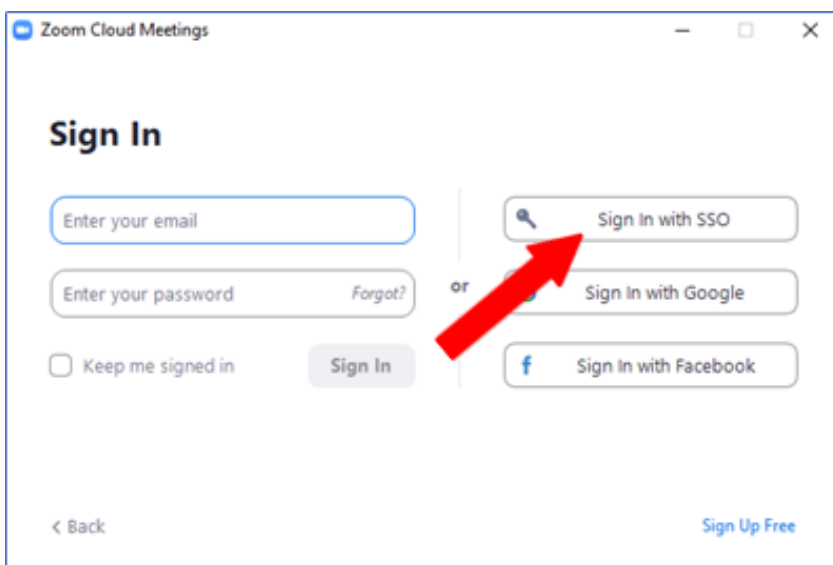 Zoom Cloud Meetings
Sign In
Enter your email
Enter your password
Forgot?
Keep me signed in
Sign In
or
Sign In with SSO
Sign In with Google
Sign In with Facebook
< Back
Sign Up Free